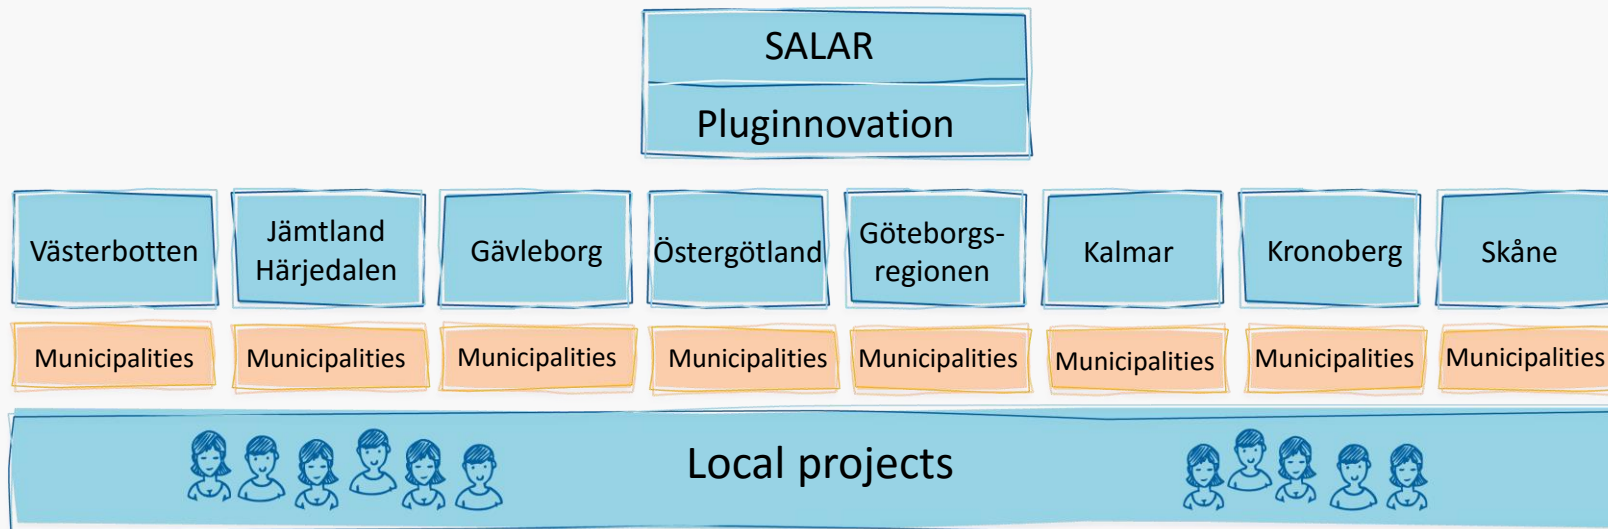 SALAR
Pluginnovation
Västerbotten
Jämtland
Härjedalen
Gävleborg
Östergötland
Göteborgs-
regionen
Kalmar
Kronoberg
Skåne
Municipalities
Municipalities
Municipalities
Municipalities
Municipalities
Municipalities
Municipalities
Municipalities
Local projects